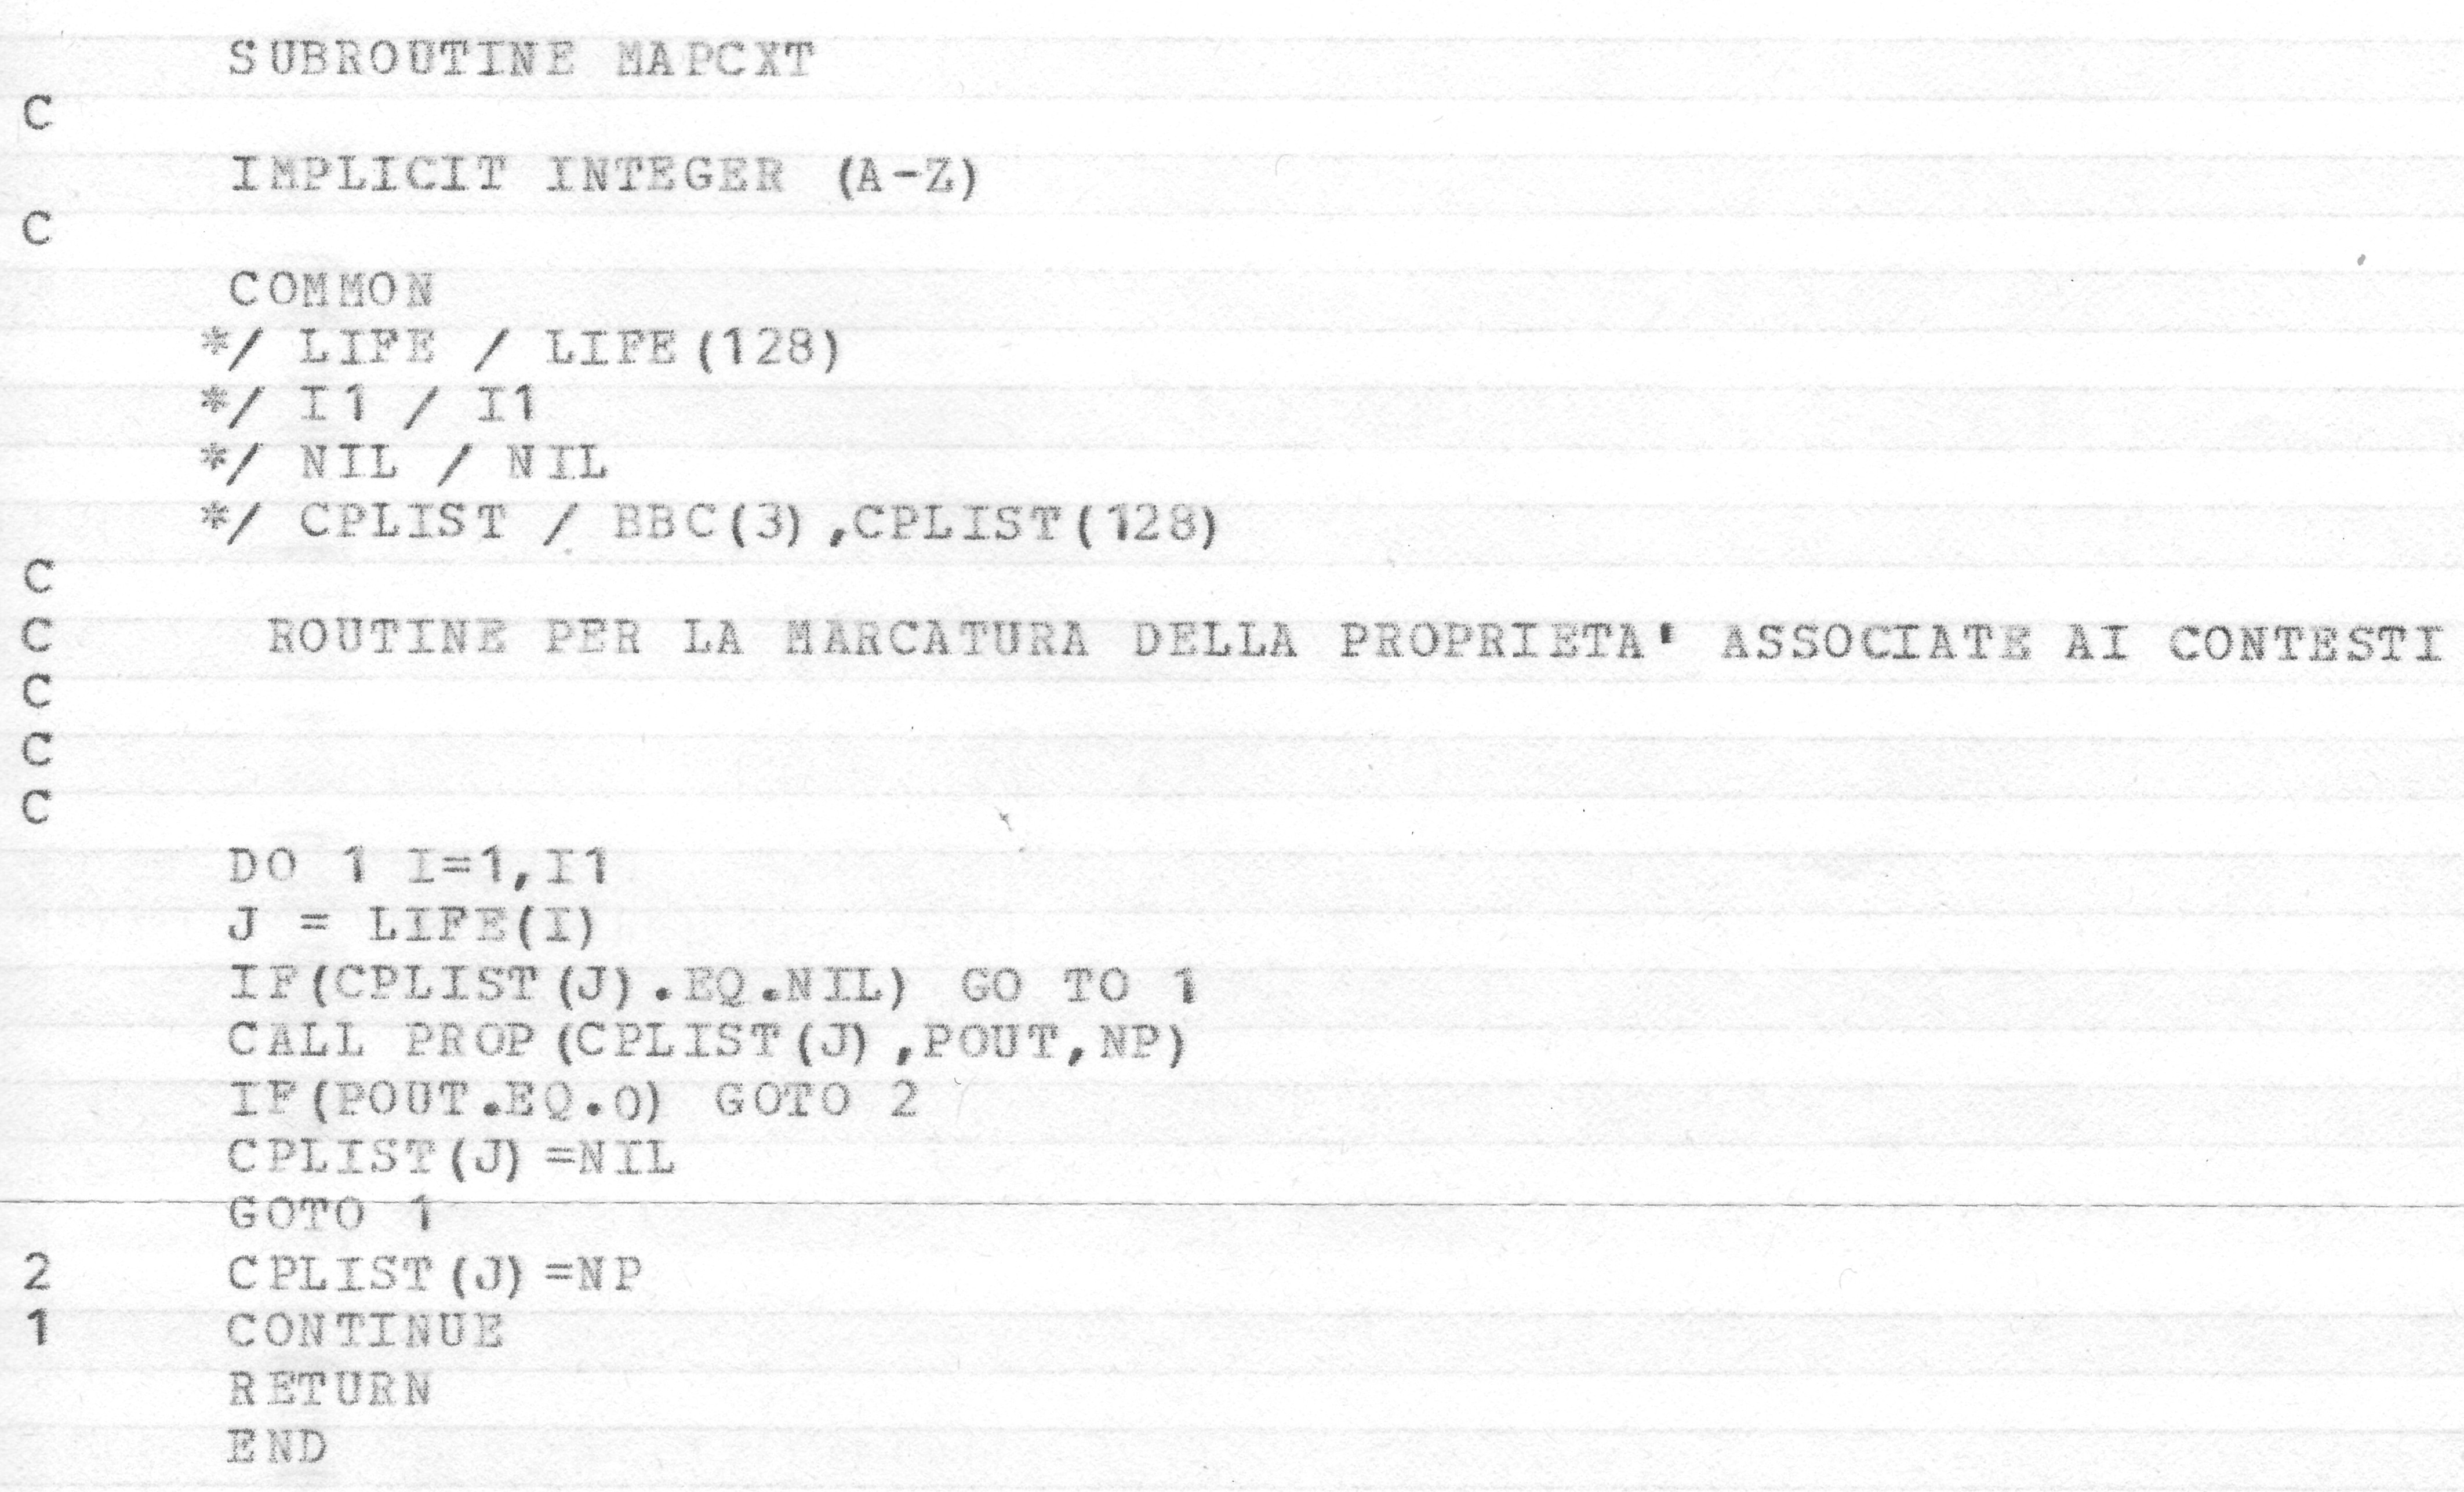 SUBROUTINE MAPCXT
C
      IMPLICIT INTEGER (A-Z)
C
      COMMON
     */ LIFE / LIFE(128)
     */ I1 / I1
     */ NIL / NIL
     */ CPLIST / BBC(3),CPLIST(128)
C
C      ROUTINE PER LA MARCATURA DELLA PROPRIETA' ASSOCIATE AI CONTESTI
C
C
C
      DO 1 I=1,I1
      J = LIFE(I)
      IF(CPLIST(J).EQ.NIL) GO TO 1
      CALL PROP(CPLIST(J),POUT,NP)
      IF(POUT.EQ.0) GOTO 2
      CPLIST(J)=NIL
      GOTO 1
2     CPLIST(J)=NP
1     CONTINUE
      RETURN
      END